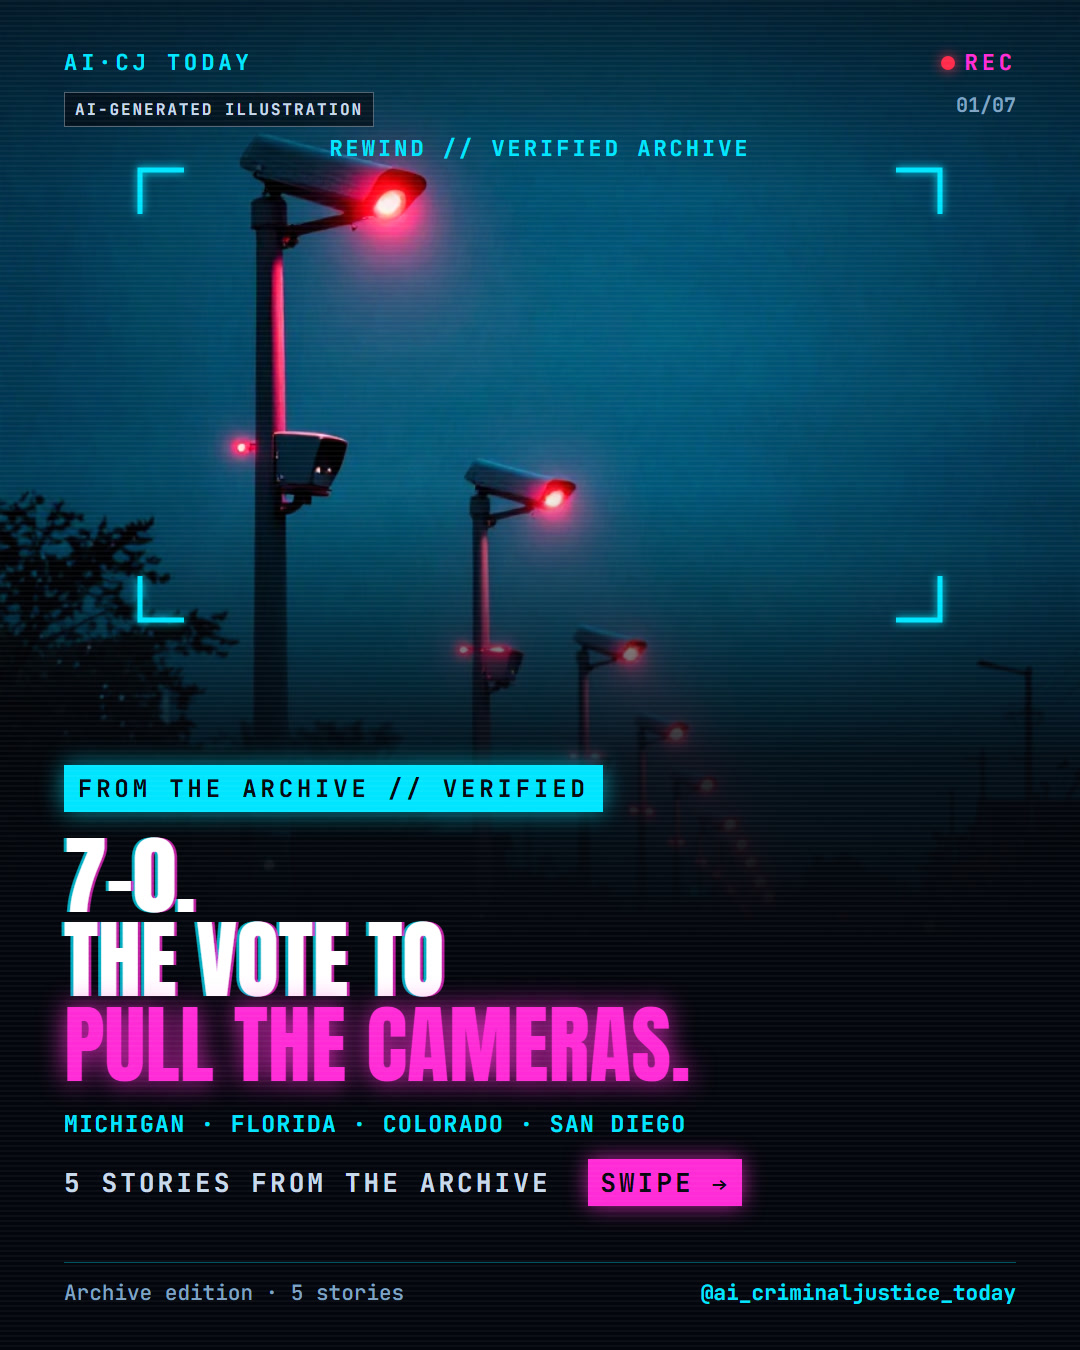 AI·CJ TODAY
REC
AI-GENERATED ILLUSTRATION
01/07
REWIND // VERIFIED ARCHIVE
FROM THE ARCHIVE // VERIFIED
7-0.
THE VOTE TO
PULL THE CAMERAS.
MICHIGAN · FLORIDA · COLORADO · SAN DIEGO
5 STORIES FROM THE ARCHIVE SWIPE →
Archive edition · 5 stories
@ai_criminaljustice_today